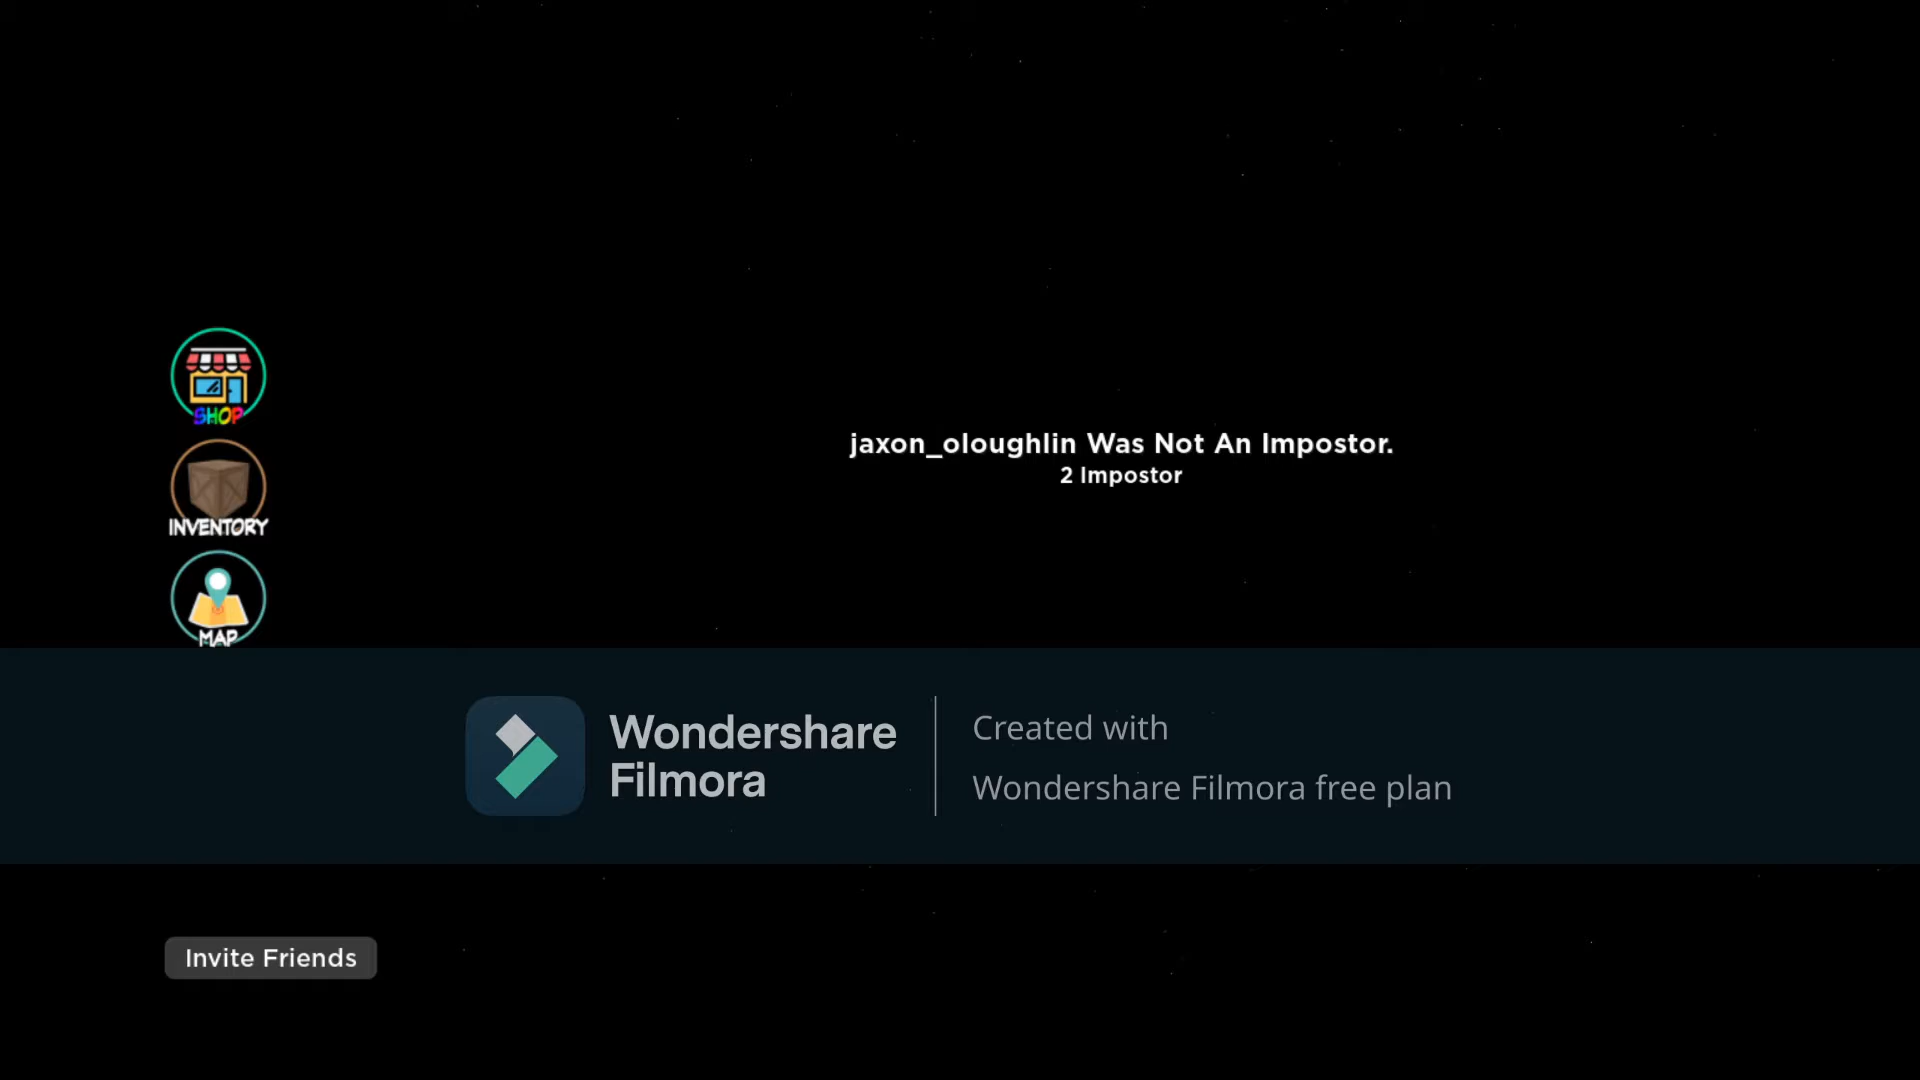 SHOP
INVENTORY
MAP
jaxon_oloughlin Was Not An Impostor.
2 Impostor
Wondershare
Filmora
Created with
Wondershare Filmora free plan
Invite Friends